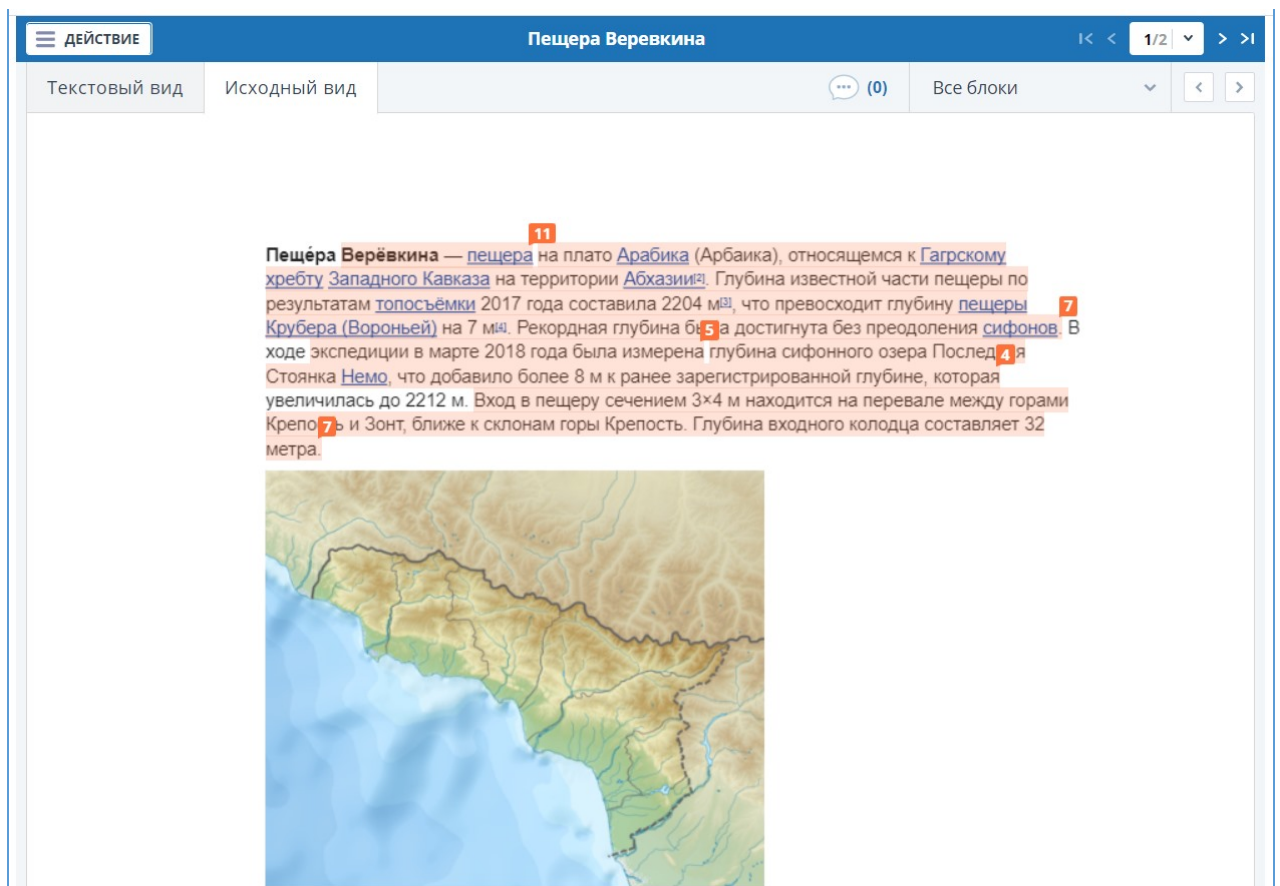 ДЕЙСТВИЕ
Пещера Веревкина
1/2
Текстовый вид
Исходный вид
(0)
Все блоки
11
Пеще́ра Верёвкина — пещера на плато Арабика (Арбаика), относящемся к Гагрскому
хребту Западного Кавказа на территории Абхазии[2]. Глубина известной части пещеры по
результатам топосъёмки 2017 года составила 2204 м[3], что превосходит глубину пещеры
7
Крубера (Вороньей) на 7 м[4]. Рекордная глубина б 5 а достигнута без преодоления сифонов. В
ходе экспедиции в марте 2018 года была измерена глубина сифонного озера Послед 4 я
Стоянка Немо, что добавило более 8 м к ранее зарегистрированной глубине, которая
увеличилась до 2212 м. Вход в пещеру сечением 3×4 м находится на перевале между горами
Крепо 7 ь и Зонт, ближе к склонам горы Крепость. Глубина входного колодца составляет 32
метра.